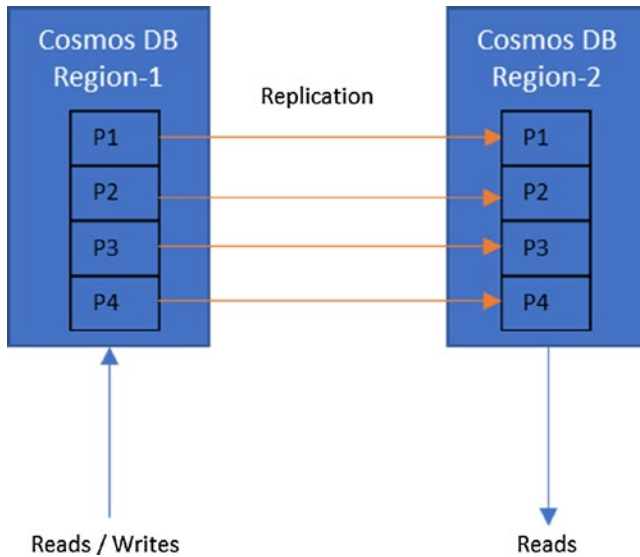 Cosmos DB
Region-1
Cosmos DB
Region-2
Replication
P1
P1
P2
P2
P3
P3
P4
P4
Reads / Writes
Reads